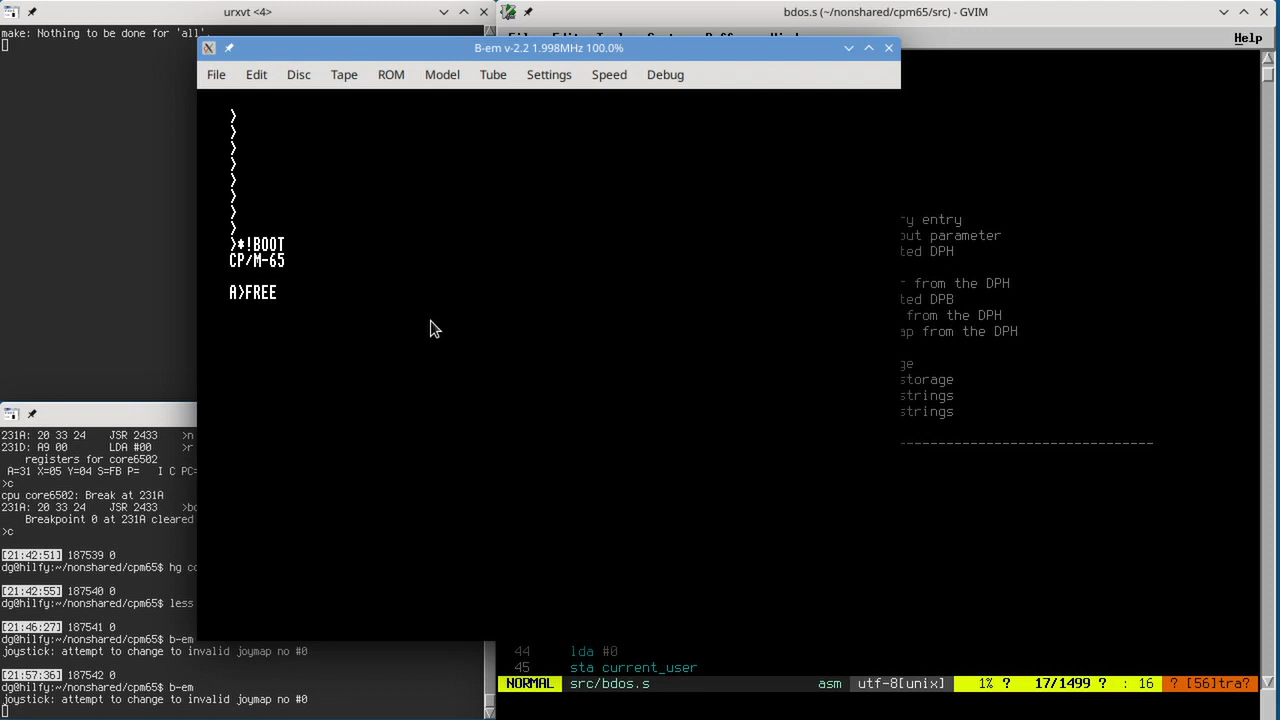 urxvt <4>
make: Nothing to be done for 'all'.
bdos.s (~/nonshared/cpm65/src) - GVIM
Help
B-em v-2.2 1.998MHz 100.0%
File Edit Disc Tape ROM Model Tube Settings Speed Debug
>
>
>
>
>
>
>
>
>*!BOOT
CP/M-65
A>FREE
ry entry
out parameter
ted DPH
r from the DPH
ted DPB
from the DPH
ap from the DPH
ge
storage
strings
strings
44 lda #0
45 sta current_user
NORMAL src/bdos.s asm utf-8[unix] 1% ? 17/1499 ? : 16 ? [56]tra?
231A: 20 33 24 JSR 2433 >n
231D: A9 00 LDA #00 >r
registers for core6502
A=31 X=05 Y=04 S=FB P= I C PC=
>c
cpu core6502: Break at 231A
231A: 20 33 24 JSR 2433 >bc
Breakpoint 0 at 231A cleared
>c
[21:42:51] 187539 0
dg@hilfy:~/nonshared/cpm65$ hg co
[21:42:55] 187540 0
dg@hilfy:~/nonshared/cpm65$ less
[21:46:27] 187541 0
dg@hilfy:~/nonshared/cpm65$ b-em
joystick: attempt to change to invalid joymap no #0
[21:57:36] 187542 0
dg@hilfy:~/nonshared/cpm65$ b-em
joystick: attempt to change to invalid joymap no #0